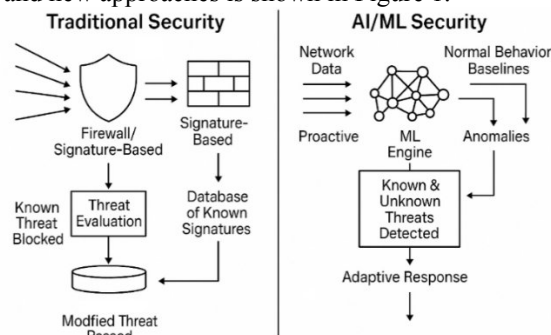 and new approaches is shown in Figure 1.
Traditional Security
Firewall/
Signature-Based
Signature-
Based
Known
Threat
Blocked
Threat
Evaluation
Database
of Known
Signatures
Modfied Threat
AI/ML Security
Network
Data
Normal Behavior
Baselines
Proactive
ML
Engine
Anomalies
Known &
Unknown
Threats
Detected
Adaptive Response